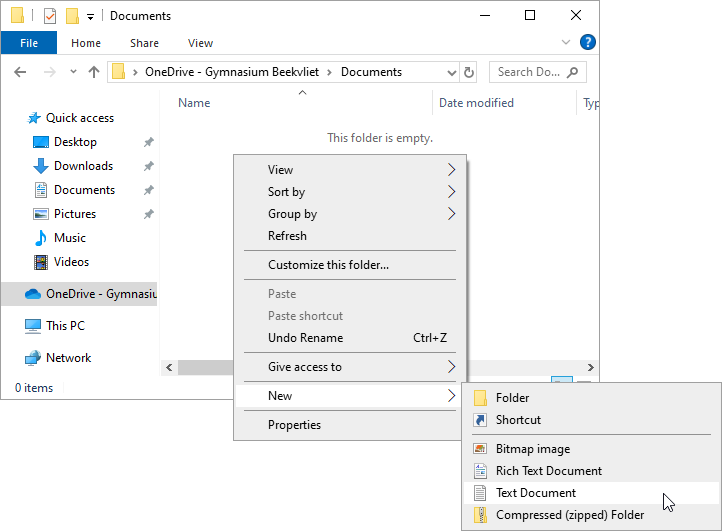 Documents
File Home Share View
OneDrive - Gymnasium Beekvliet Documents Search Do...
Name Date modified Typ
This folder is empty.
Quick access
Desktop
Downloads
Documents
Pictures
Music
Videos
OneDrive - Gymnasiu
This PC
Network
0 items
View
Sort by
Group by
Refresh
Customize this folder...
Paste
Paste shortcut
Undo Rename Ctrl+Z
Give access to
New
Properties
Folder
Shortcut
Bitmap image
Rich Text Document
Text Document
Compressed (zipped) Folder